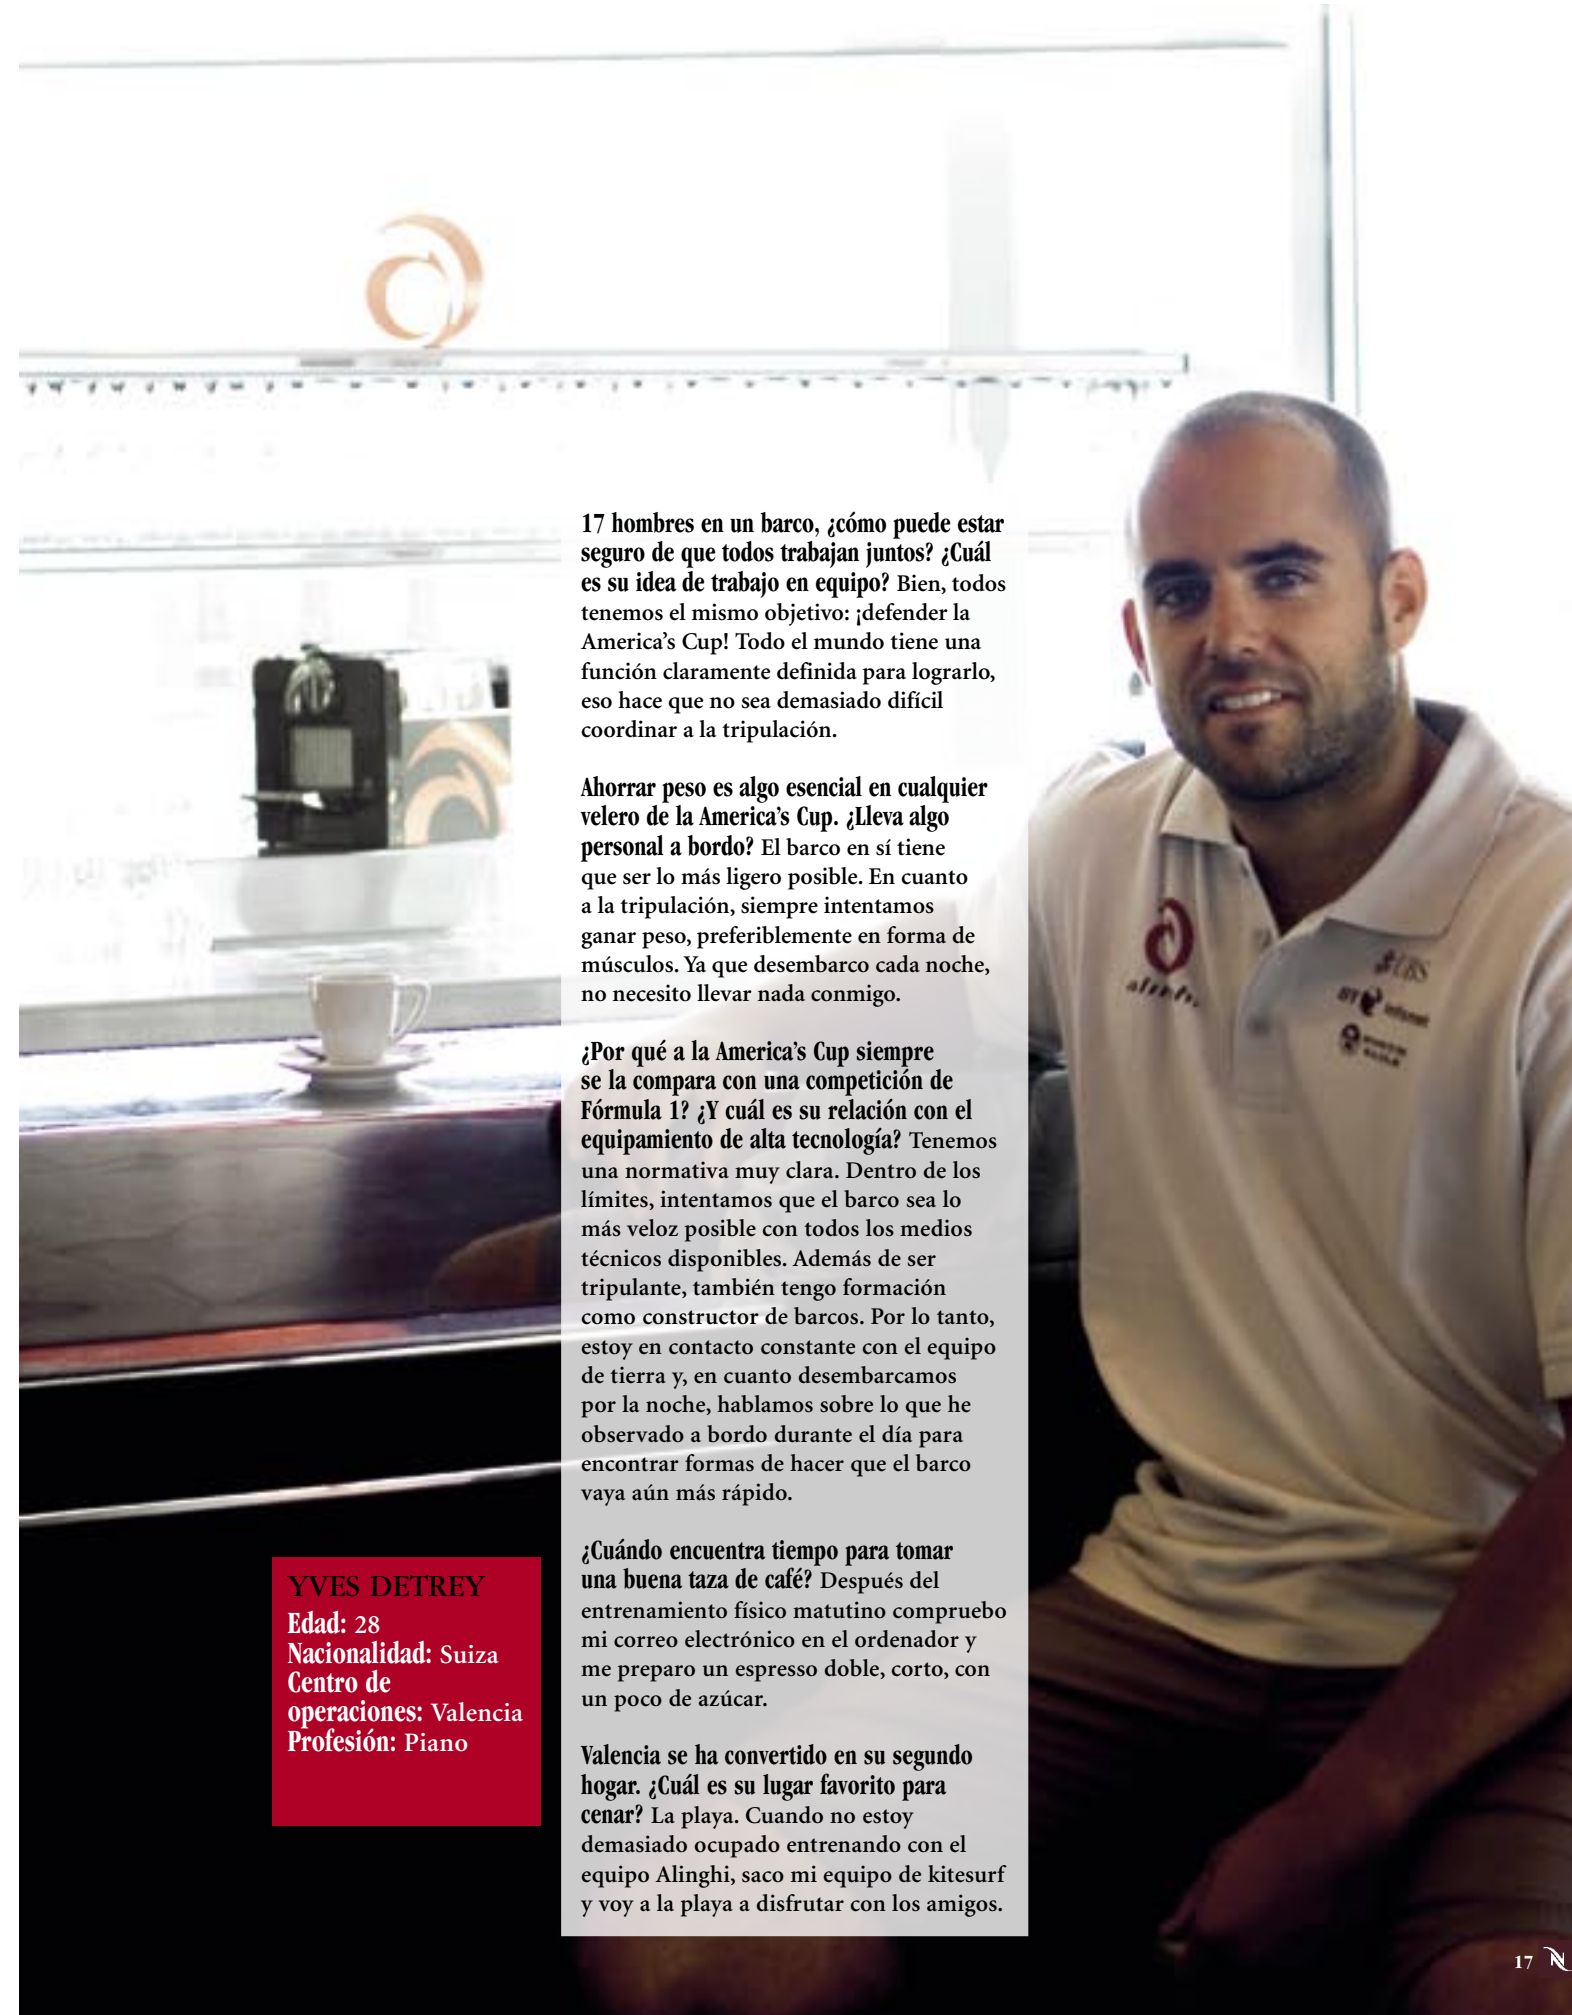 17 hombres en un barco, ¿cómo puede estar
seguro de que todos trabajan juntos? ¿Cuál
es su idea de trabajo en equipo? Bien, todos
tenemos el mismo objetivo: ¡defender la
America’s Cup! Todo el mundo tiene una
función claramente definida para lograrlo,
eso hace que no sea demasiado difícil
coordinar a la tripulación.
Ahorrar peso es algo esencial en cualquier
velero de la America’s Cup. ¿Lleva algo
personal a bordo? El barco en sí tiene
que ser lo más ligero posible. En cuanto
a la tripulación, siempre intentamos
ganar peso, preferiblemente en forma de
músculos. Ya que desembarco cada noche,
no necesito llevar nada conmigo.
¿Por qué a la America’s Cup siempre
se la compara con una competición de
Fórmula 1? ¿Y cuál es su relación con el
equipamiento de alta tecnología? Tenemos
una normativa muy clara. Dentro de los
límites, intentamos que el barco sea lo
más veloz posible con todos los medios
técnicos disponibles. Además de ser
tripulante, también tengo formación
como constructor de barcos. Por lo tanto,
estoy en contacto constante con el equipo
de tierra y, en cuanto desembarcamos
por la noche, hablamos sobre lo que he
observado a bordo durante el día para
encontrar formas de hacer que el barco
vaya aún más rápido.
¿Cuándo encuentra tiempo para tomar
una buena taza de café? Después del
entrenamiento físico matutino compruebo
mi correo electrónico en el ordenador y
me preparo un espresso doble, corto, con
un poco de azúcar.
Valencia se ha convertido en su segundo
hogar. ¿Cuál es su lugar favorito para
cenar? La playa. Cuando no estoy
demasiado ocupado entrenando con el
equipo Alinghi, saco mi equipo de kitesurf
y voy a la playa a disfrutar con los amigos.
YVES DETREY
Edad: 28
Nacionalidad: Suiza
Centro de
operaciones: Valencia
Profesión: Piano
alinghi
UBS
BT infonet
17 N